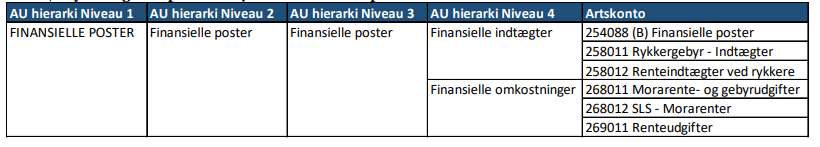 AU hierarki Niveau 1 AU hierarki Niveau 2 AU hierarki Niveau 3 AU hierarki Niveau 4 Artskonto
FINANSIELLE POSTER Finansielle poster Finansielle poster Finansielle indtægter 254088 (B) Finansielle poster
258011 Rykkergebyr - Indtægter
258012 Renteindtægter ved rykkere
Finansielle omkostninger 268011 Morarente- og gebyrudgifter
268012 SLS - Morarenter
269011 Renteudgifter